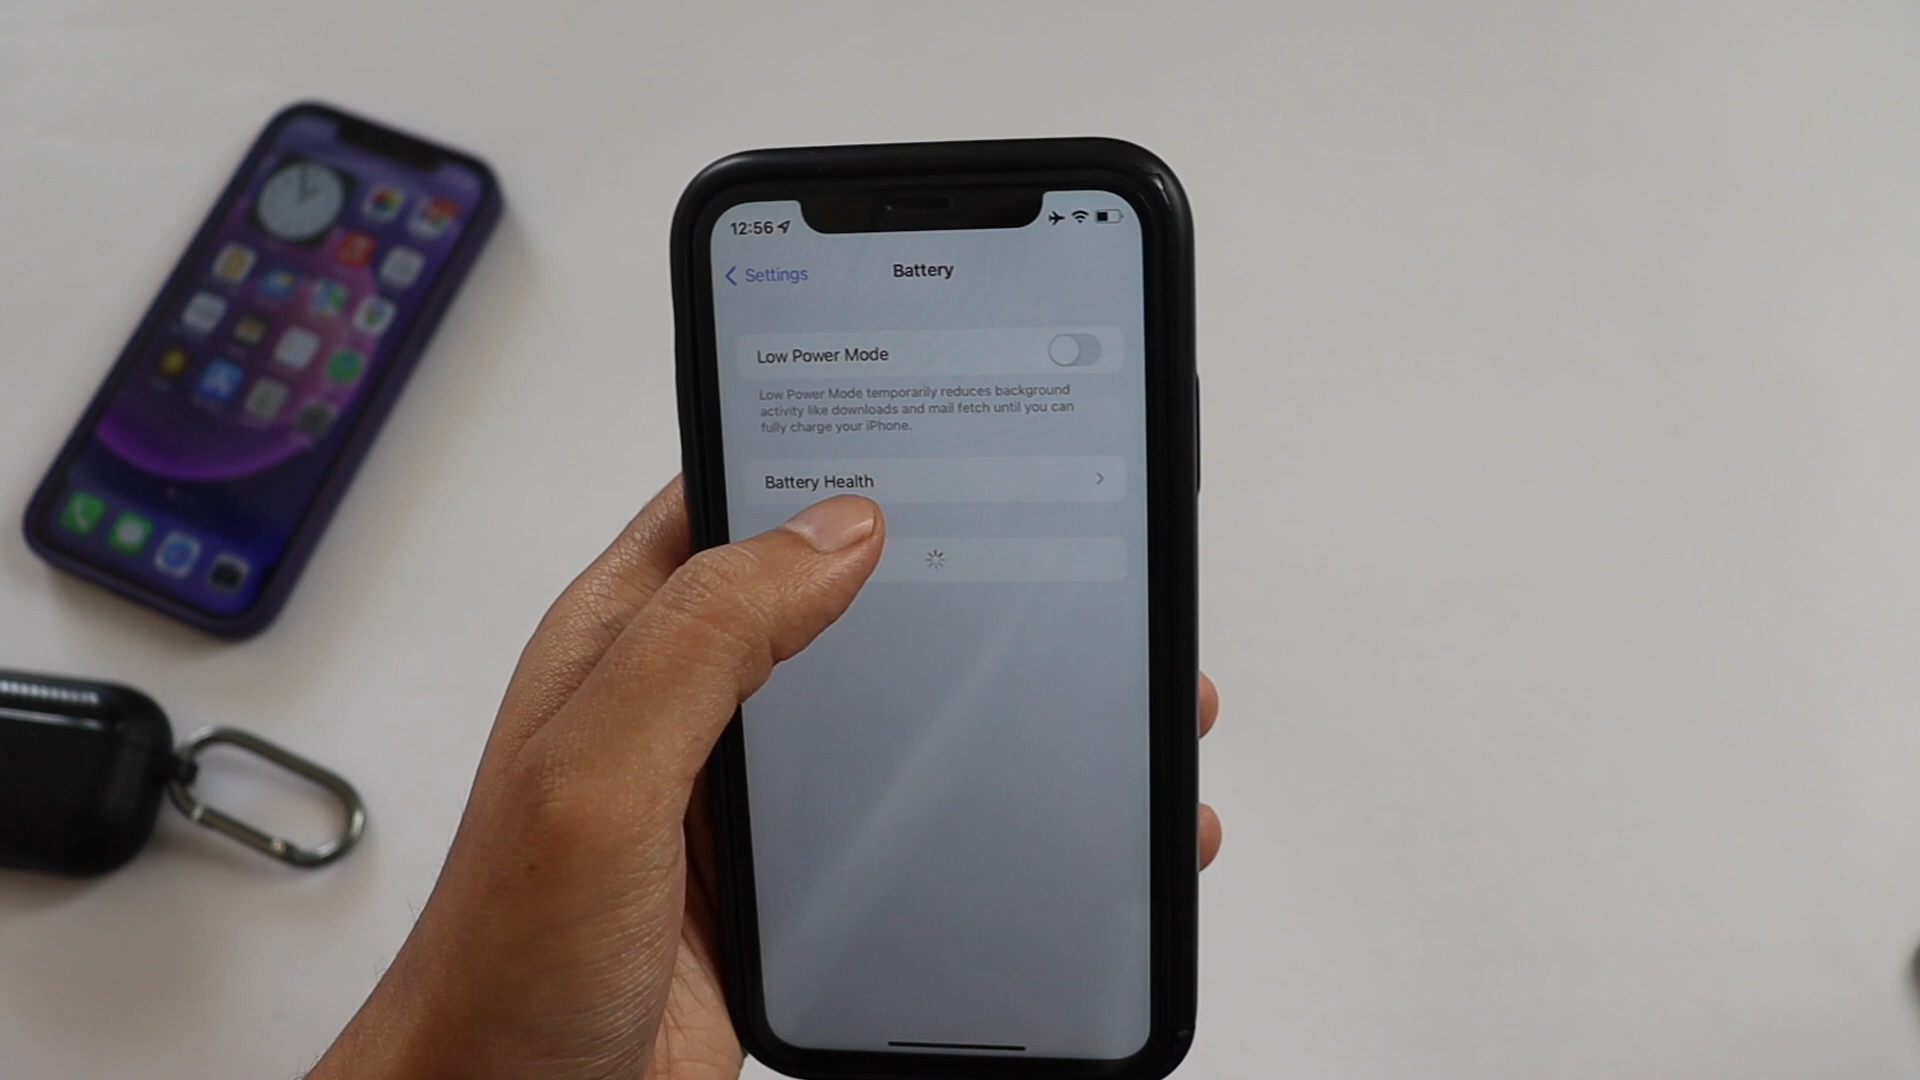 12:56
Settings
Battery
Low Power Mode
Low Power Mode temporarily reduces background
activity like downloads and mail fetch until you can
fully charge your iPhone.
Battery Health